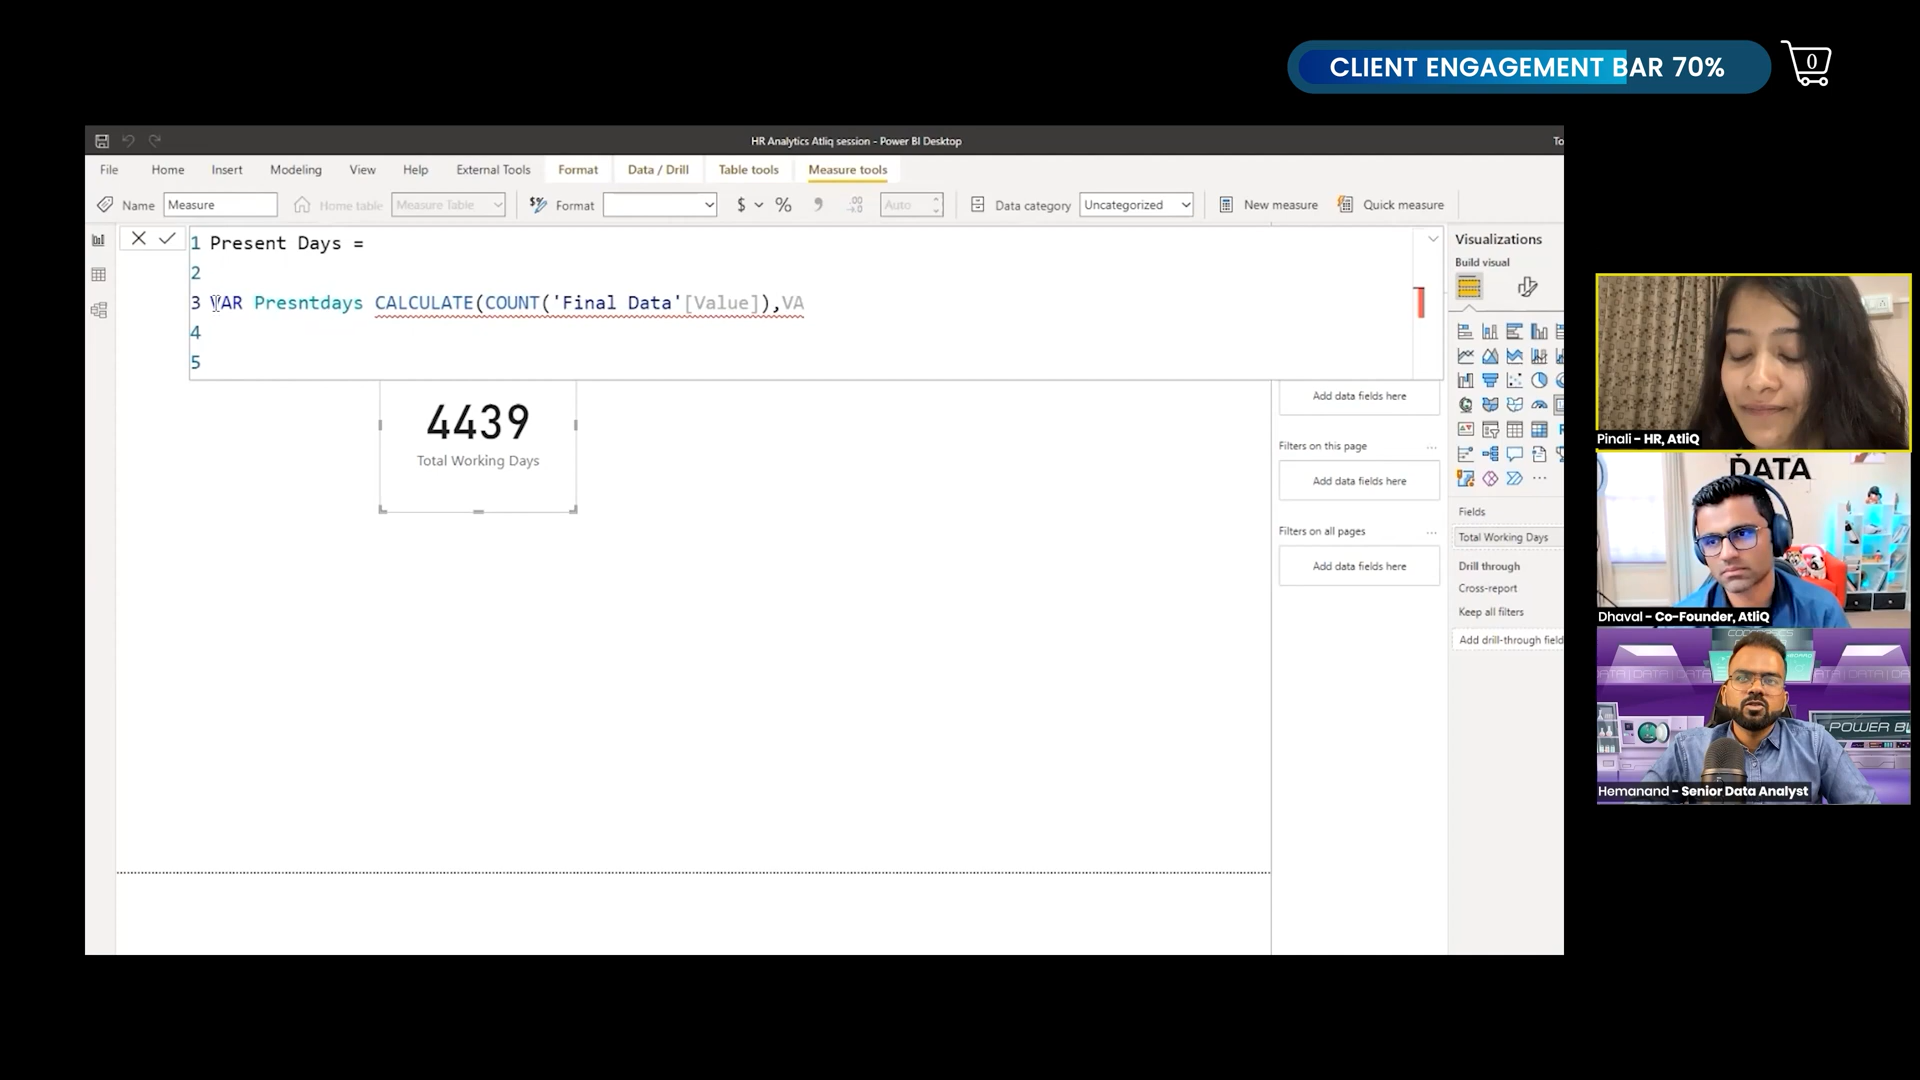 CLIENT ENGAGEMENT BAR 70%
0
HR Analytics Atliq session - Power BI Desktop
To
File Home Insert Modeling View Help External Tools Format Data / Drill Table tools Measure tools
Name Measure Home table Measure Table Format $ % Auto Data category Uncategorized New measure Quick measure
1 Present Days =
2
3 VAR Presntdays CALCULATE(COUNT('Final Data'[Value]),VA
4
5
4439
Total Working Days
Add data fields here
Filters on this page ...
Add data fields here
Filters on all pages ...
Add data fields here
Visualizations
Build visual
Fields
Total Working Days
Drill through
Cross-report
Keep all filters
Add drill-through field
Pinali - HR, AtliQ
DATA
Dhaval - Co-Founder, AtliQ
POWER BI
Hemanand - Senior Data Analyst